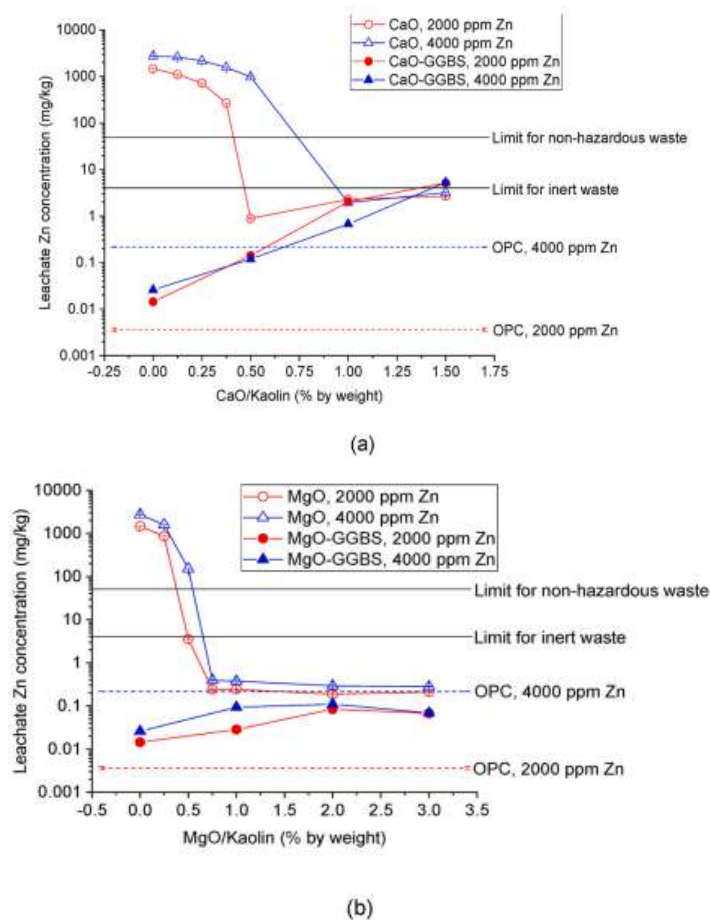 CaO, 2000 ppm Zn
CaO, 4000 ppm Zn
CaO-GGBS, 2000 ppm Zn
CaO-GGBS, 4000 ppm Zn
10000
1000
100
10
1
0.1
0.01
0.001
Leachate Zn concentration (mg/kg)
Limit for non-hazardous waste
Limit for inert waste
OPC, 4000 ppm Zn
OPC, 2000 ppm Zn
-0.25 0.00 0.25 0.50 0.75 1.00 1.25 1.50 1.75
CaO/Kaolin (% by weight)
(a)
MgO, 2000 ppm Zn
MgO, 4000 ppm Zn
MgO-GGBS, 2000 ppm Zn
MgO-GGBS, 4000 ppm Zn
10000
1000
100
10
1
0.1
0.01
0.001
Leachate Zn concentration (mg/kg)
Limit for non-hazardous waste
Limit for inert waste
OPC, 4000 ppm Zn
OPC, 2000 ppm Zn
-0.5 0.0 0.5 1.0 1.5 2.0 2.5 3.0 3.5
MgO/Kaolin (% by weight)
(b)